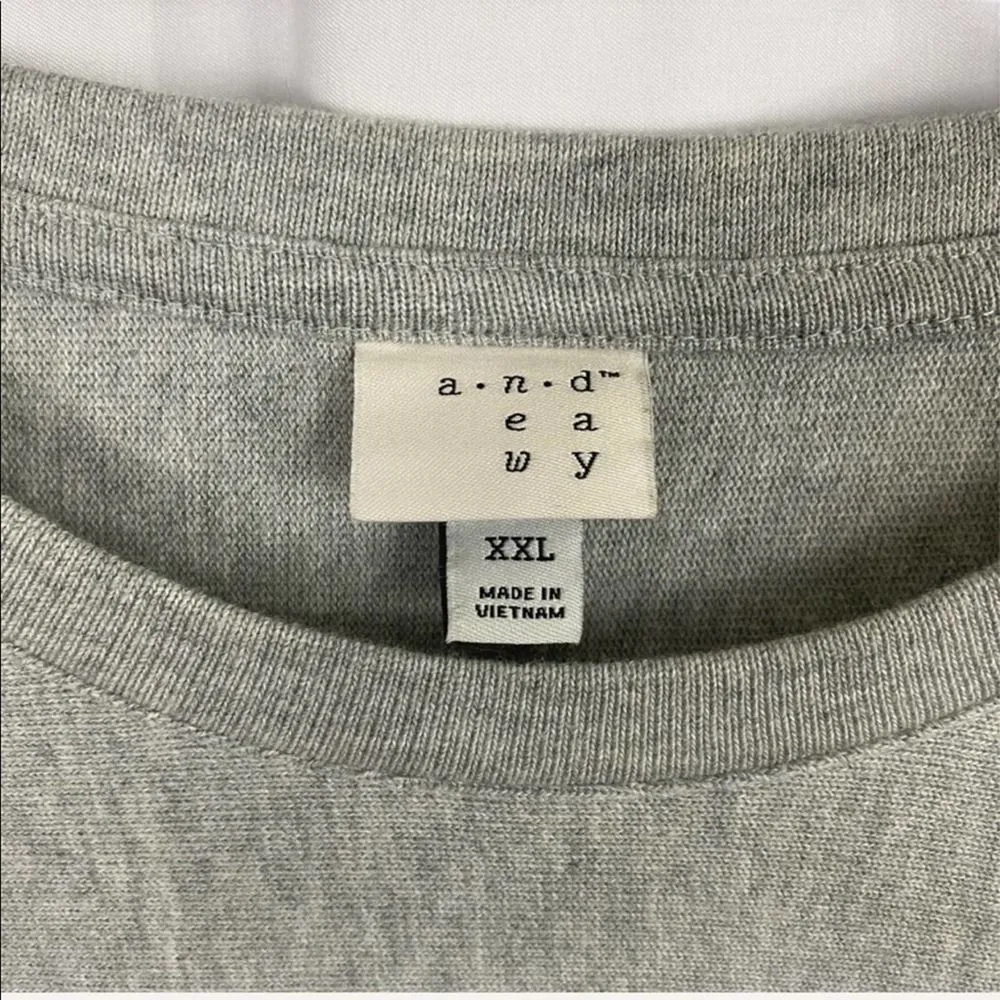 a • n • d™
e a
w y
XXL
MADE IN
VIETNAM